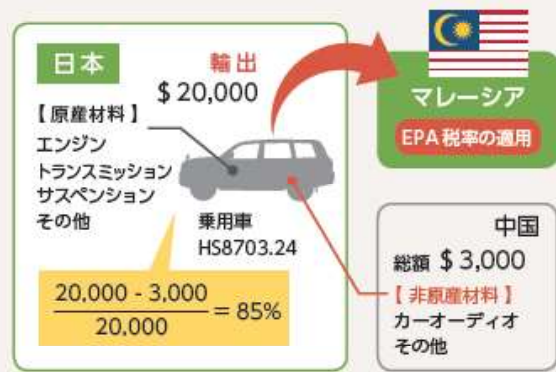 日本
輸出
$20,000
【原産材料】
エンジン
トランスミッション
サスペンション
その他
乗用車
HS8703.24
20,000 - 3,000
20,000
= 85%
マレーシア
EPA税率の適用
中国
総額 $3,000
【非原産材料】
カーオーディオ
その他